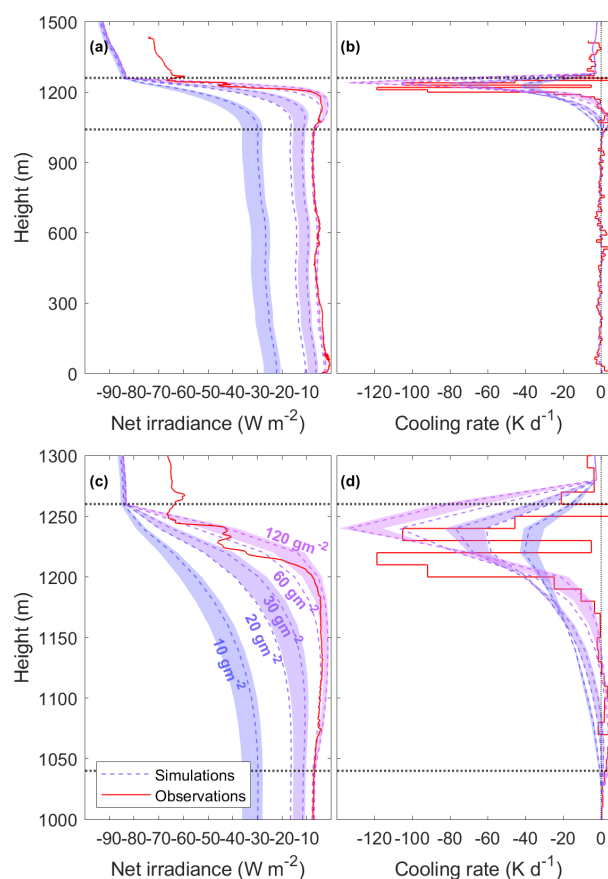 1500
(a)
(b)
1200
900
600
300
0
Height (m)
-90-80-70-60-50-40-30-20-10
-120 -100 -80 -60 -40 -20 0
Net irradiance (W m-2)
Cooling rate (K d-1)
1300
(c)
(d)
1250
1200
1150
1100
1050
1000
Height (m)
120 gm-2
60 gm-2
30 gm-2
20 gm-2
10 gm-2
Simulations
Observations
-90-80-70-60-50-40-30-20-10
-120 -100 -80 -60 -40 -20 0
Net irradiance (W m-2)
Cooling rate (K d-1)